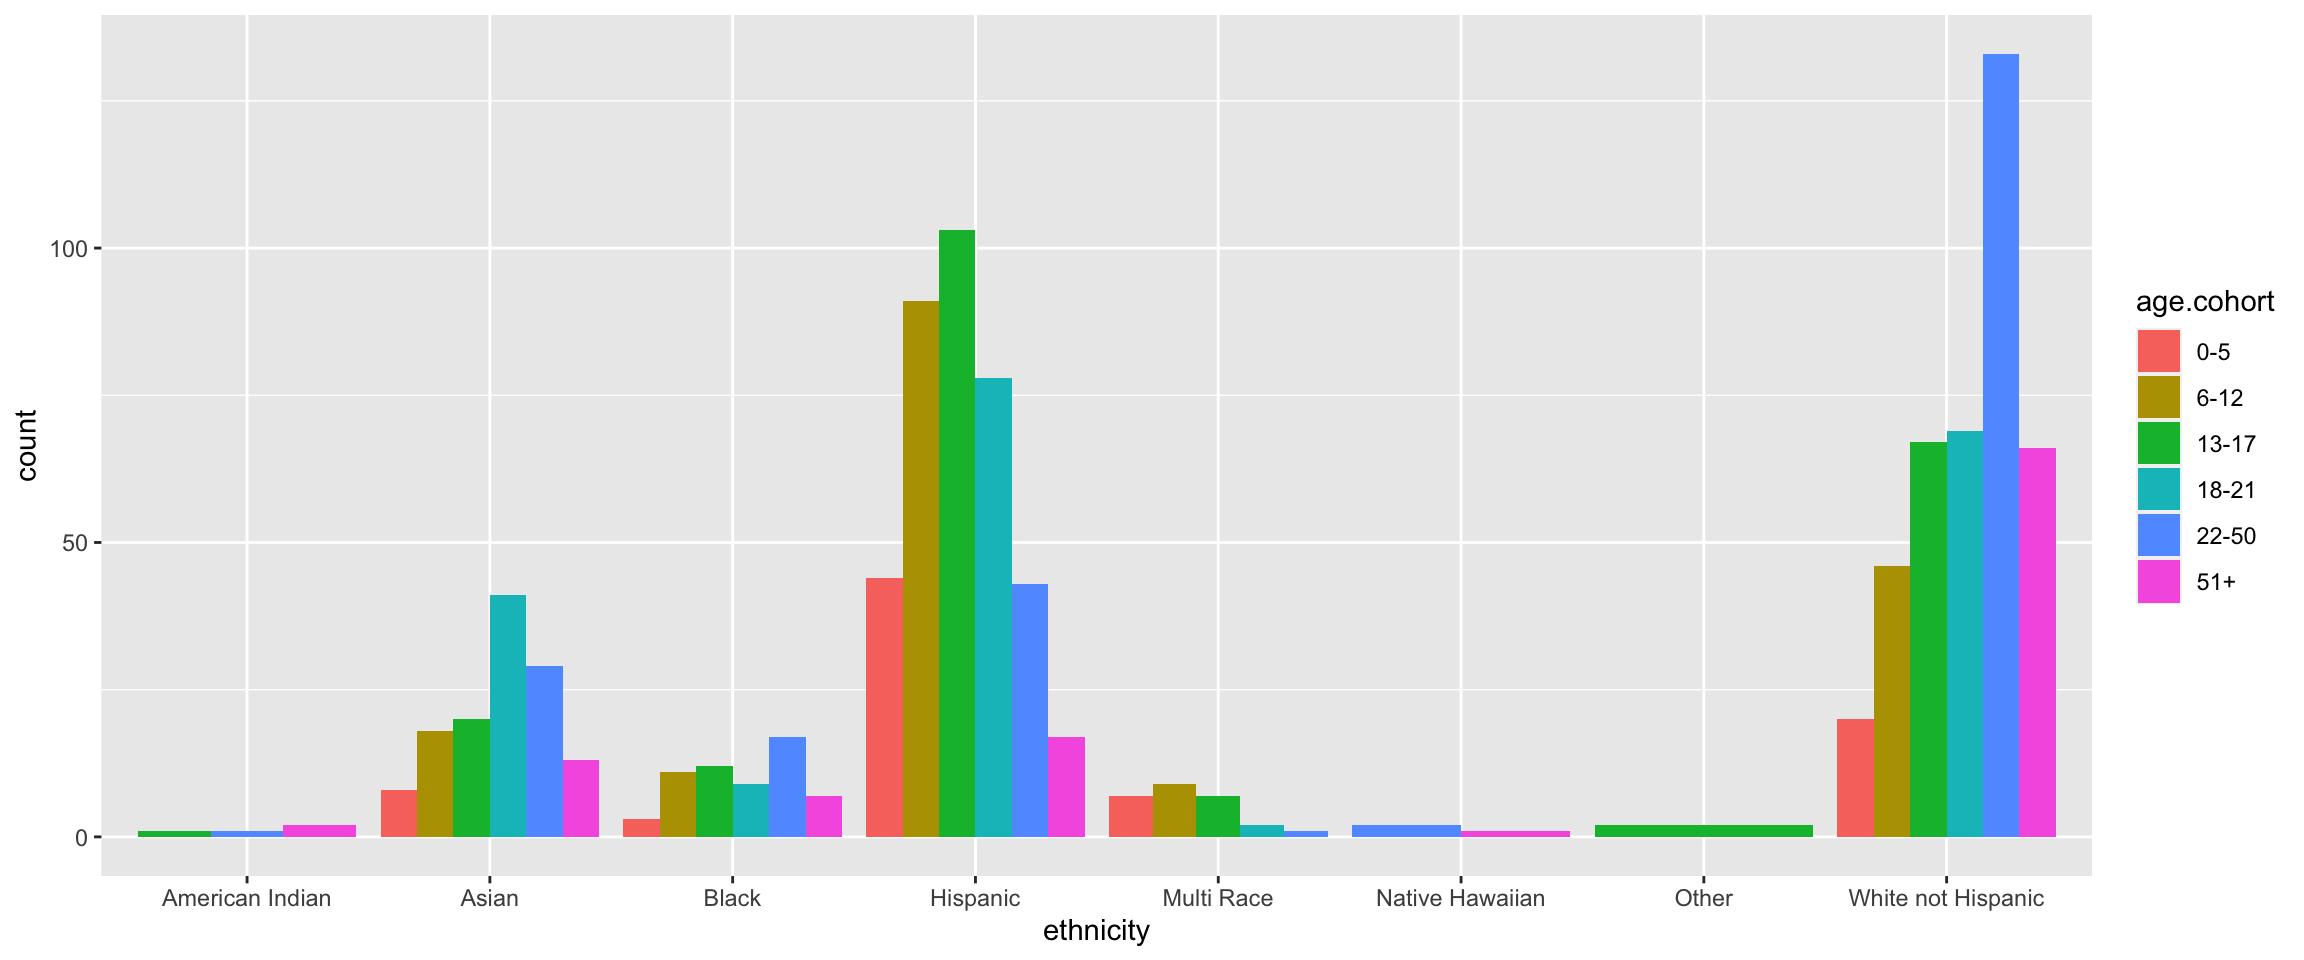 100
50
0
count
American Indian
Asian
Black
Hispanic
Multi Race
Native Hawaiian
Other
White not Hispanic
ethnicity
age.cohort
0-5
6-12
13-17
18-21
22-50
51+